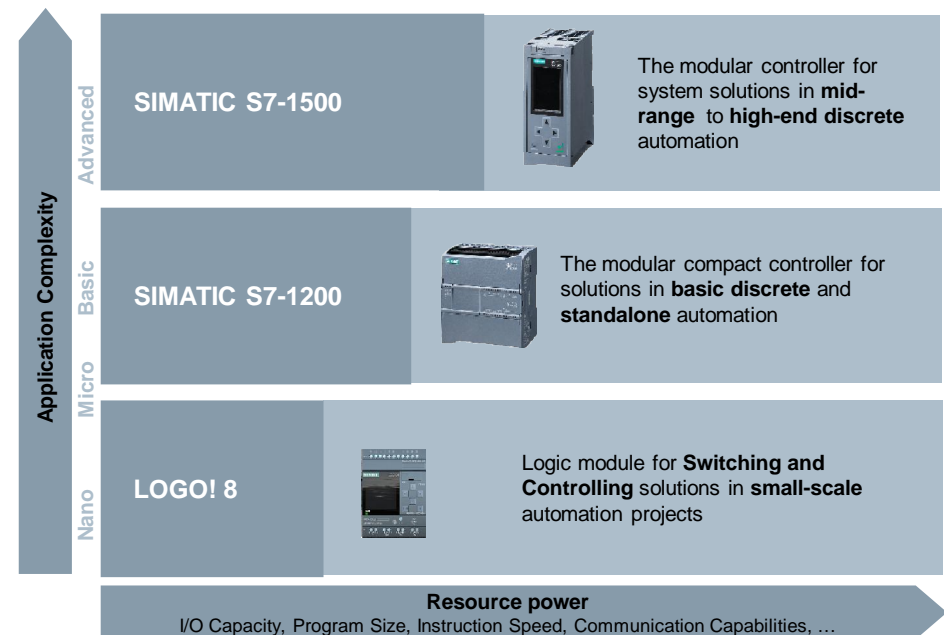 Application Complexity
Advanced
Basic
Micro
Nano
SIMATIC S7-1500
The modular controller for
system solutions in mid-
range to high-end discrete
automation
SIMATIC S7-1200
The modular compact controller for
solutions in basic discrete and
standalone automation
LOGO! 8
SIEMENS
Logic module for Switching and
Controlling solutions in small-scale
automation projects
Resource power
I/O Capacity, Program Size, Instruction Speed, Communication Capabilities, ...